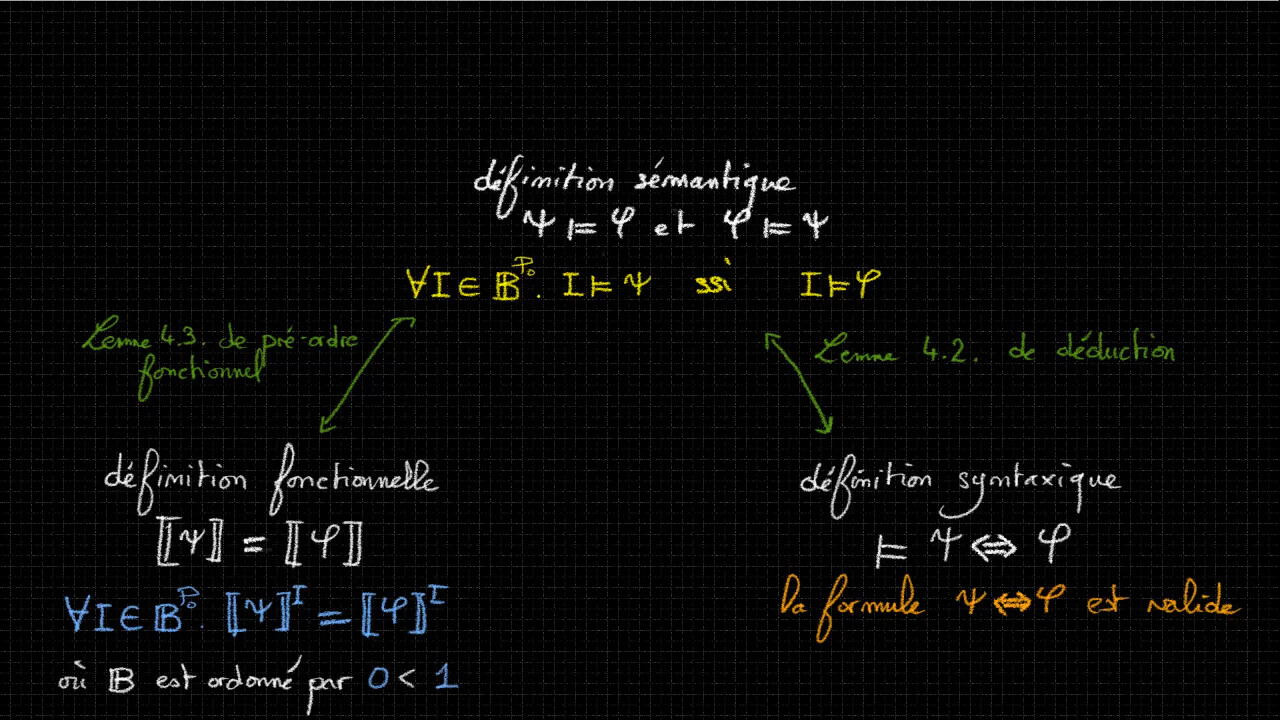 définition sémantique
Ψ ⊨ φ et φ ⊨ Ψ
∀I ∈ 𝔹^P₀. I ⊨ Ψ ssi I ⊨ φ
Lemme 4.3. de pré-ordre
fonctionnel
Lemme 4.2. de déduction
définition fonctionnelle
⟦Ψ⟧ = ⟦φ⟧
∀I ∈ 𝔹^P₀. ⟦Ψ⟧^I = ⟦φ⟧^I
où 𝔹 est ordonné par 0 < 1
définition syntaxique
⊨ Ψ ⇔ φ
la formule Ψ ⇔ φ est valide